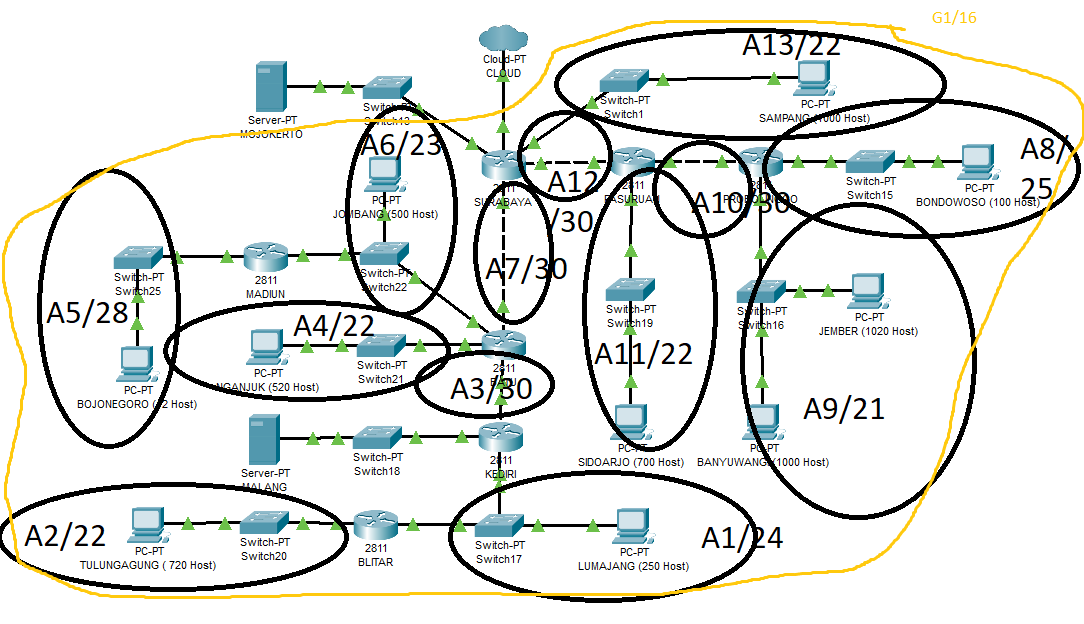 G1/16
Cloud-PT
CLOUD
A13/22
Switch-PT
Switch1
PC-PT
SAMPANG (1000 Host)
Server-PT
MOJOKERTO
Switch-PT
A6/23
PC-PT
JOMBANG (500 Host)
2811
SURABAYA
A12
/30
2811
PASURUAN
A10/30
Switch-PT
Switch15
PC-PT
BONDOWOSO (100 Host)
A8/
25
Switch-PT
Switch25
2811
MADIUN
Switch-PT
Switch22
A7/30
A5/28
A4/22
PC-PT
NGANJUK (520 Host)
Switch-PT
Switch21
2811
A3/30
Switch-PT
Switch19
A11/22
Switch-PT
Switch16
PC-PT
JEMBER (1020 Host)
A9/21
PC-PT
BOJONEGORO ( 2 Host)
PC-PT
SIDOARJO (700 Host)
PC-PT
BANYUWANGI (1000 Host)
Server-PT
MALANG
Switch-PT
Switch18
2811
KEDIRI
A2/22
PC-PT
TULUNGAGUNG ( 720 Host)
Switch-PT
Switch20
2811
BLITAR
Switch-PT
Switch17
PC-PT
LUMAJANG (250 Host)
A1/24